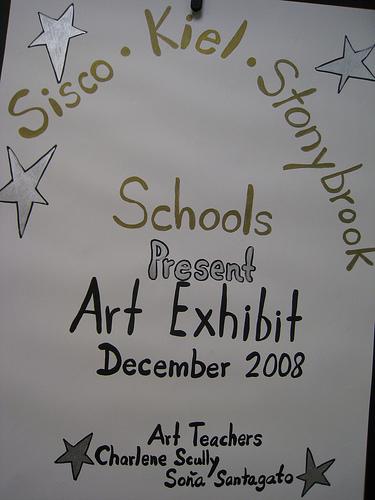 Sisco • Kiel • Stonybrook
Schools
Present
Art Exhibit
December 2008
Art Teachers
Charlene Scully
Soña Santagato